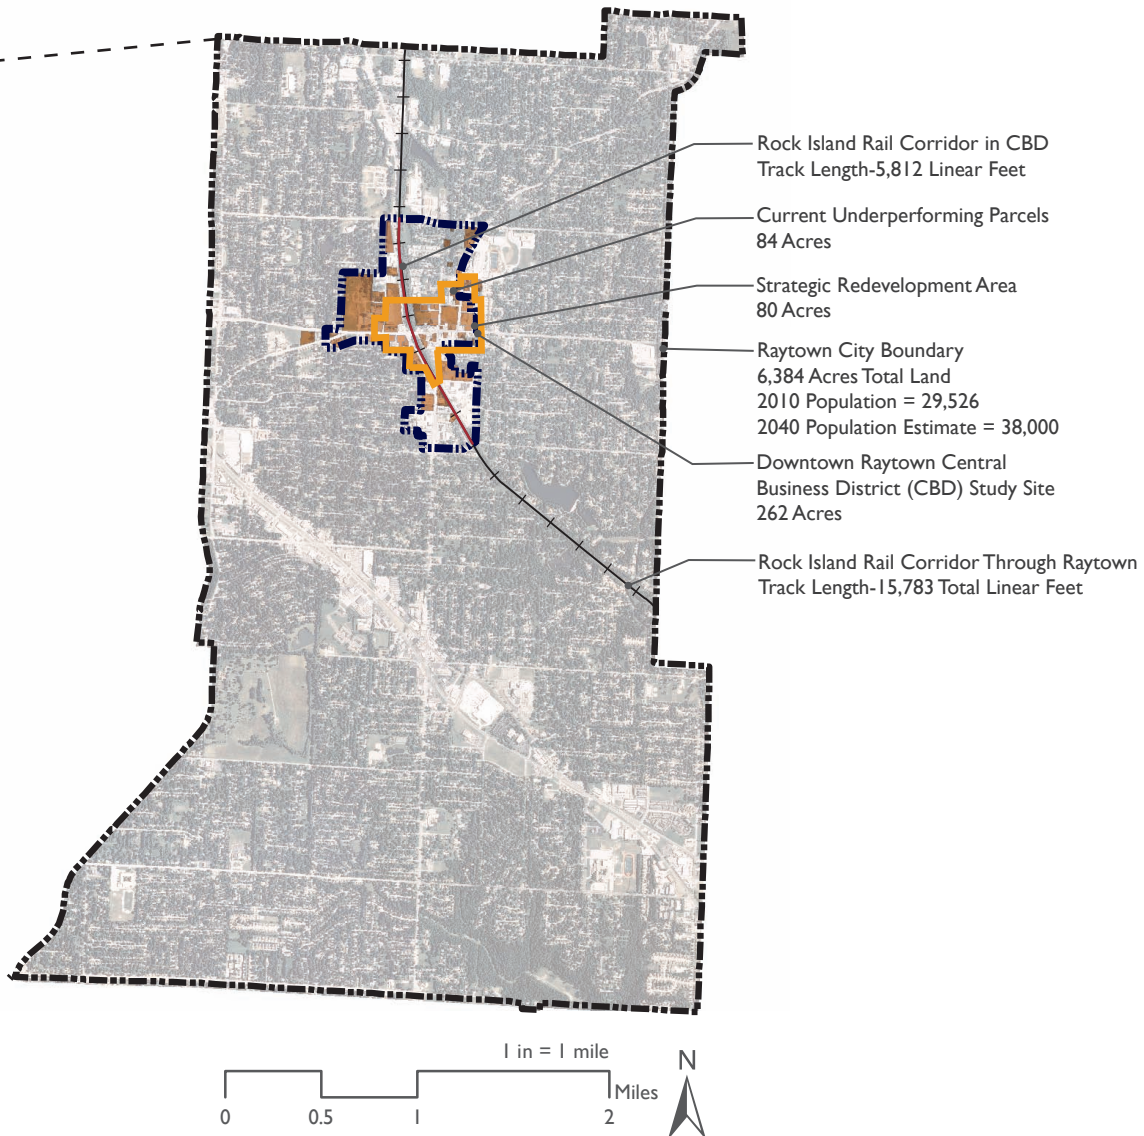 Rock Island Rail Corridor in CBD
Track Length-5,812 Linear Feet
Current Underperforming Parcels
84 Acres
Strategic Redevelopment Area
80 Acres
Raytown City Boundary
6,384 Acres Total Land
2010 Population = 29,526
2040 Population Estimate = 38,000
Downtown Raytown Central
Business District (CBD) Study Site
262 Acres
Rock Island Rail Corridor Through Raytown
Track Length-15,783 Total Linear Feet
1 in = 1 mile
N
Miles
0 0.5 1 2